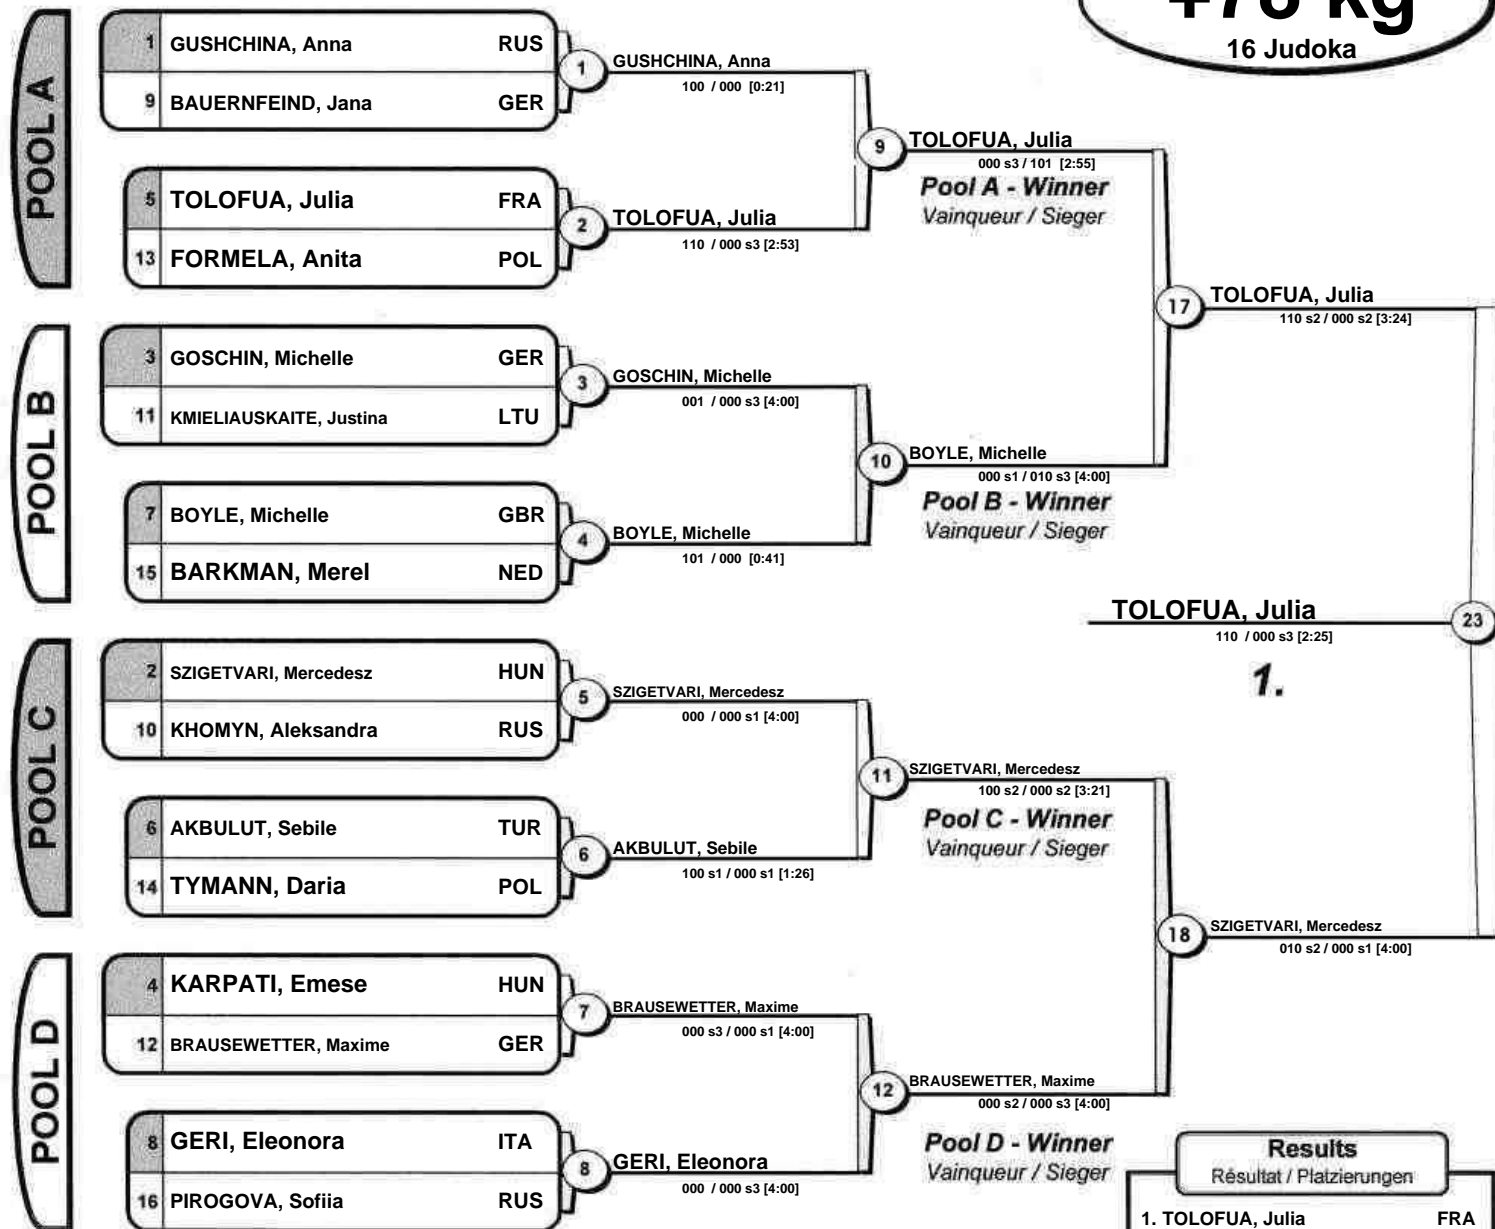 +78 kg
16 Judoka
POOL A
1 GUSHCHINA, Anna RUS
9 BAUERNFEIND, Jana GER
1
GUSHCHINA, Anna
100 / 000 [0:21]
5 TOLOFUA, Julia FRA
13 FORMELA, Anita POL
2
TOLOFUA, Julia
110 / 000 s3 [2:53]
9
TOLOFUA, Julia
000 s3 / 101 [2:55]
Pool A - Winner
Vainqueur / Sieger
POOL B
3 GOSCHIN, Michelle GER
11 KMIELIAUSKAITE, Justina LTU
3
GOSCHIN, Michelle
001 / 000 s3 [4:00]
7 BOYLE, Michelle GBR
15 BARKMAN, Merel NED
4
BOYLE, Michelle
101 / 000 [0:41]
10
BOYLE, Michelle
000 s1 / 010 s3 [4:00]
Pool B - Winner
Vainqueur / Sieger
17
TOLOFUA, Julia
110 s2 / 000 s2 [3:24]
TOLOFUA, Julia
110 / 000 s3 [2:25]
23
1.
POOL C
2 SZIGETVARI, Mercedesz HUN
10 KHOMYN, Aleksandra RUS
5
SZIGETVARI, Mercedesz
000 / 000 s1 [4:00]
6 AKBULUT, Sebile TUR
14 TYMANN, Daria POL
6
AKBULUT, Sebile
100 s1 / 000 s1 [1:26]
11
SZIGETVARI, Mercedesz
100 s2 / 000 s2 [3:21]
Pool C - Winner
Vainqueur / Sieger
18
SZIGETVARI, Mercedesz
010 s2 / 000 s1 [4:00]
POOL D
4 KARPATI, Emese HUN
12 BRAUSEWETTER, Maxime GER
7
BRAUSEWETTER, Maxime
000 s3 / 000 s1 [4:00]
8 GERI, Eleonora ITA
16 PIROGOVA, Sofiia RUS
8
GERI, Eleonora
000 / 000 s3 [4:00]
12
BRAUSEWETTER, Maxime
000 s2 / 000 s3 [4:00]
Pool D - Winner
Vainqueur / Sieger
Results
Résultat / Platzierungen
1. TOLOFUA, Julia FRA